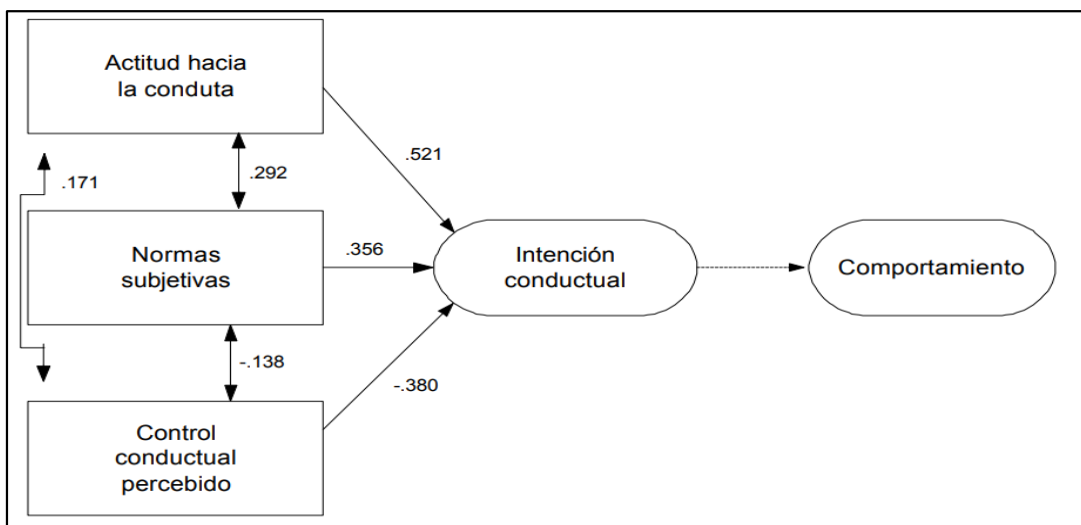 Actitud hacia
la conduta
.521
.171
.292
Normas
subjetivas
.356
Intención
conductual
Comportamiento
-.138
-.380
Control
conductual
percebido